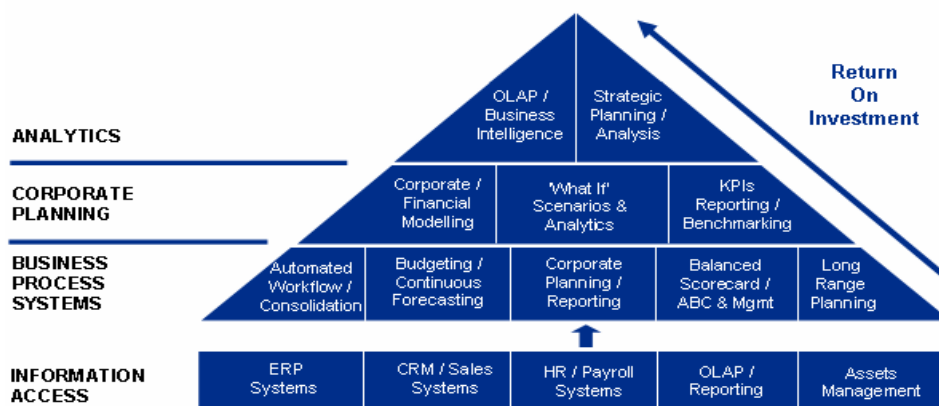 Return
On
Investment
ANALYTICS
OLAP /
Business
Intelligence
Strategic
Planning /
Analysis
CORPORATE
PLANNING
Corporate /
Financial
Modelling
'What If'
Scenarios &
Analytics
KPIs
Reporting /
Benchmarking
BUSINESS
PROCESS
SYSTEMS
Automated
Workflow /
Consolidation
Budgeting /
Continuous
Forecasting
Corporate
Planning /
Reporting
Balanced
Scorecard /
ABC & Mgmt
Long
Range
Planning
INFORMATION
ACCESS
ERP
Systems
CRM / Sales
Systems
HR / Payroll
Systems
OLAP /
Reporting
Assets
Management